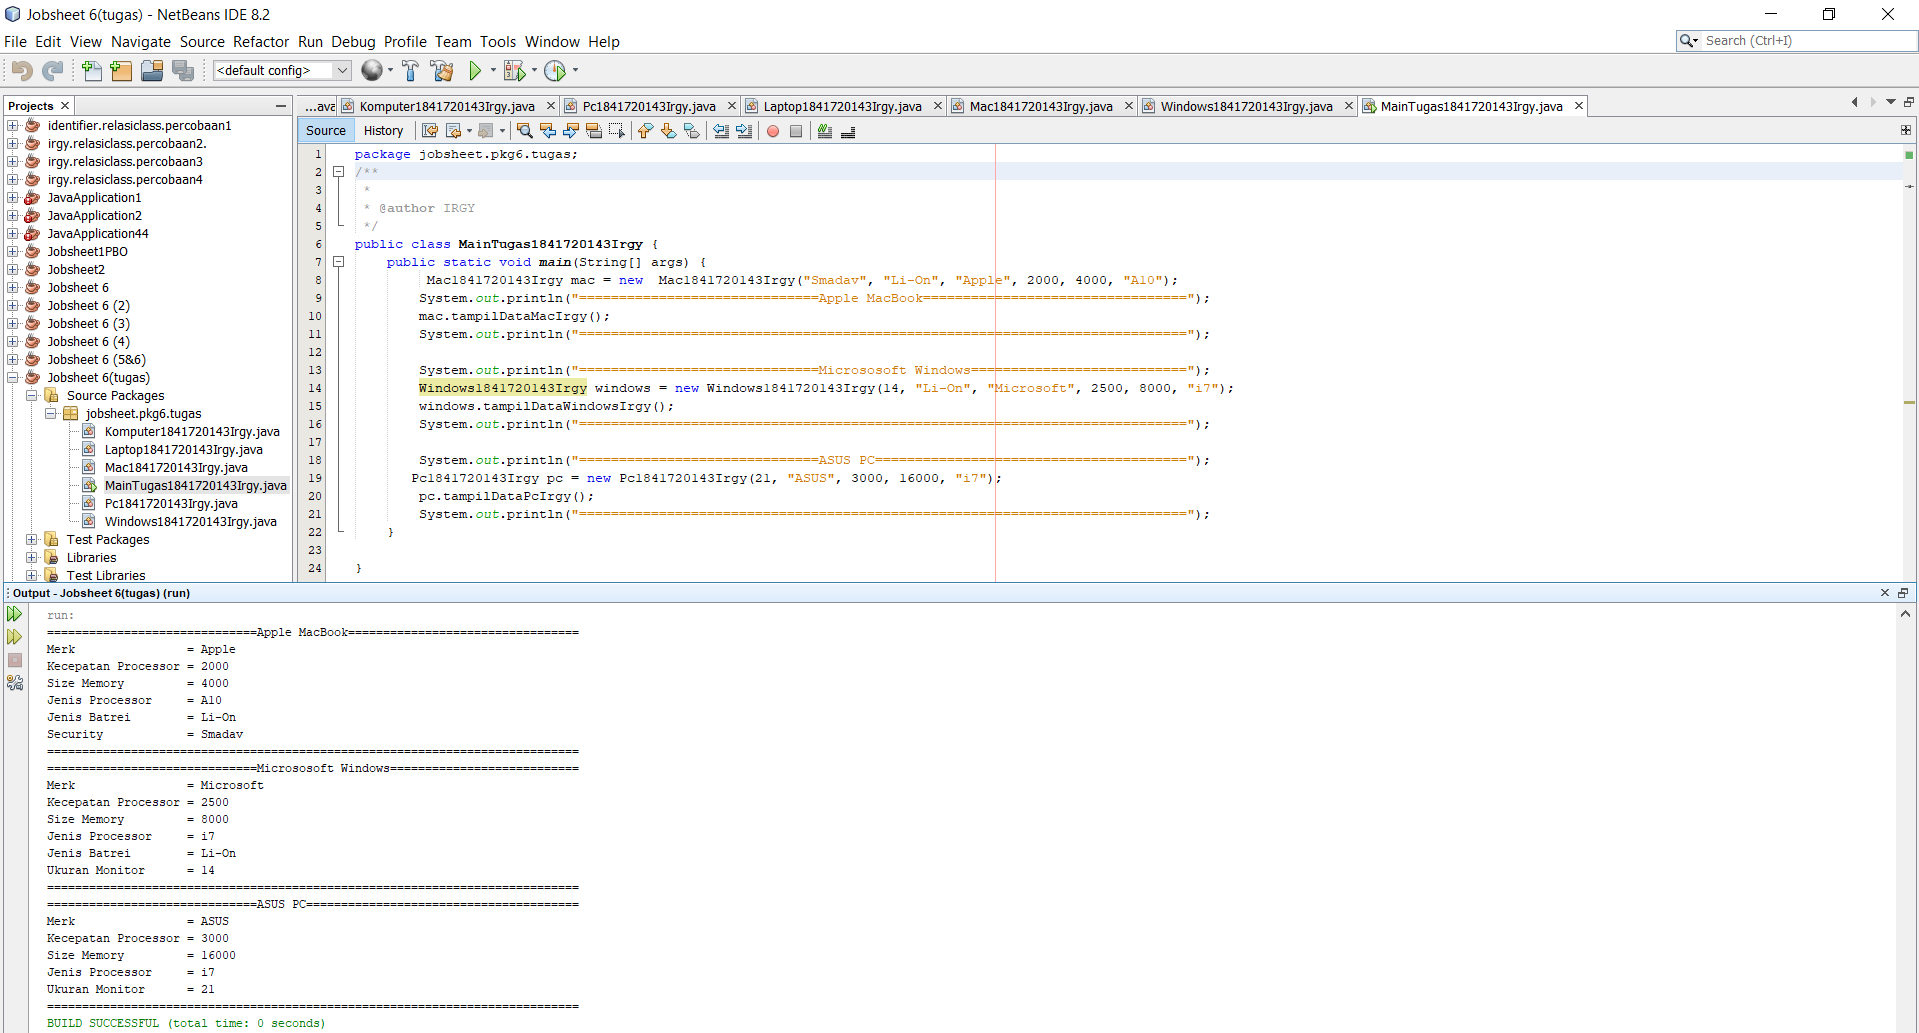 Jobsheet 6(tugas) - NetBeans IDE 8.2
File Edit View Navigate Source Refactor Run Debug Profile Team Tools Window Help
Search (Ctrl+I)
<default config>
Projects
identifier.relasiclass.percobaan1
irgy.relasiclass.percobaan2.
irgy.relasiclass.percobaan3
irgy.relasiclass.percobaan4
JavaApplication1
JavaApplication2
JavaApplication44
Jobsheet1PBO
Jobsheet2
Jobsheet 6
Jobsheet 6 (2)
Jobsheet 6 (3)
Jobsheet 6 (4)
Jobsheet 6 (5&6)
Jobsheet 6(tugas)
Source Packages
jobsheet.pkg6.tugas
Komputer1841720143Irgy.java
Laptop1841720143Irgy.java
Mac1841720143Irgy.java
MainTugas1841720143Irgy.java
Pc1841720143Irgy.java
Windows1841720143Irgy.java
Test Packages
Libraries
Test Libraries
...ava Komputer1841720143Irgy.java Pc1841720143Irgy.java Laptop1841720143Irgy.java Mac1841720143Irgy.java Windows1841720143Irgy.java MainTugas1841720143Irgy.java
Source History
1 package jobsheet.pkg6.tugas;
2 /**
3 *
4 * @author IRGY
5 */
6 public class MainTugas1841720143Irgy {
7 public static void main(String[] args) {
8 Mac1841720143Irgy mac = new  Mac1841720143Irgy("Smadav", "Li-On", "Apple", 2000, 4000, "A10");
9 System.out.println("==============================Apple MacBook=================================");
10 mac.tampilDataMacIrgy();
11 System.out.println("============================================================================");
12
13 System.out.println("==============================Micrososoft Windows===========================");
14 Windows1841720143Irgy windows = new Windows1841720143Irgy(14, "Li-On", "Microsoft", 2500, 8000, "i7");
15 windows.tampilDataWindowsIrgy();
16 System.out.println("============================================================================");
17
18 System.out.println("==============================ASUS PC=======================================");
19 Pc1841720143Irgy pc = new Pc1841720143Irgy(21, "ASUS", 3000, 16000, "i7");
20 pc.tampilDataPcIrgy();
21 System.out.println("============================================================================");
22 }
23
24 }
Output - Jobsheet 6(tugas) (run)
run:
==============================Apple MacBook=================================
Merk                = Apple
Kecepatan Processor = 2000
Size Memory         = 4000
Jenis Processor     = A10
Jenis Batrei        = Li-On
Security            = Smadav
============================================================================
==============================Micrososoft Windows===========================
Merk                = Microsoft
Kecepatan Processor = 2500
Size Memory         = 8000
Jenis Processor     = i7
Jenis Batrei        = Li-On
Ukuran Monitor      = 14
============================================================================
==============================ASUS PC=======================================
Merk                = ASUS
Kecepatan Processor = 3000
Size Memory         = 16000
Jenis Processor     = i7
Ukuran Monitor      = 21
============================================================================
BUILD SUCCESSFUL (total time: 0 seconds)